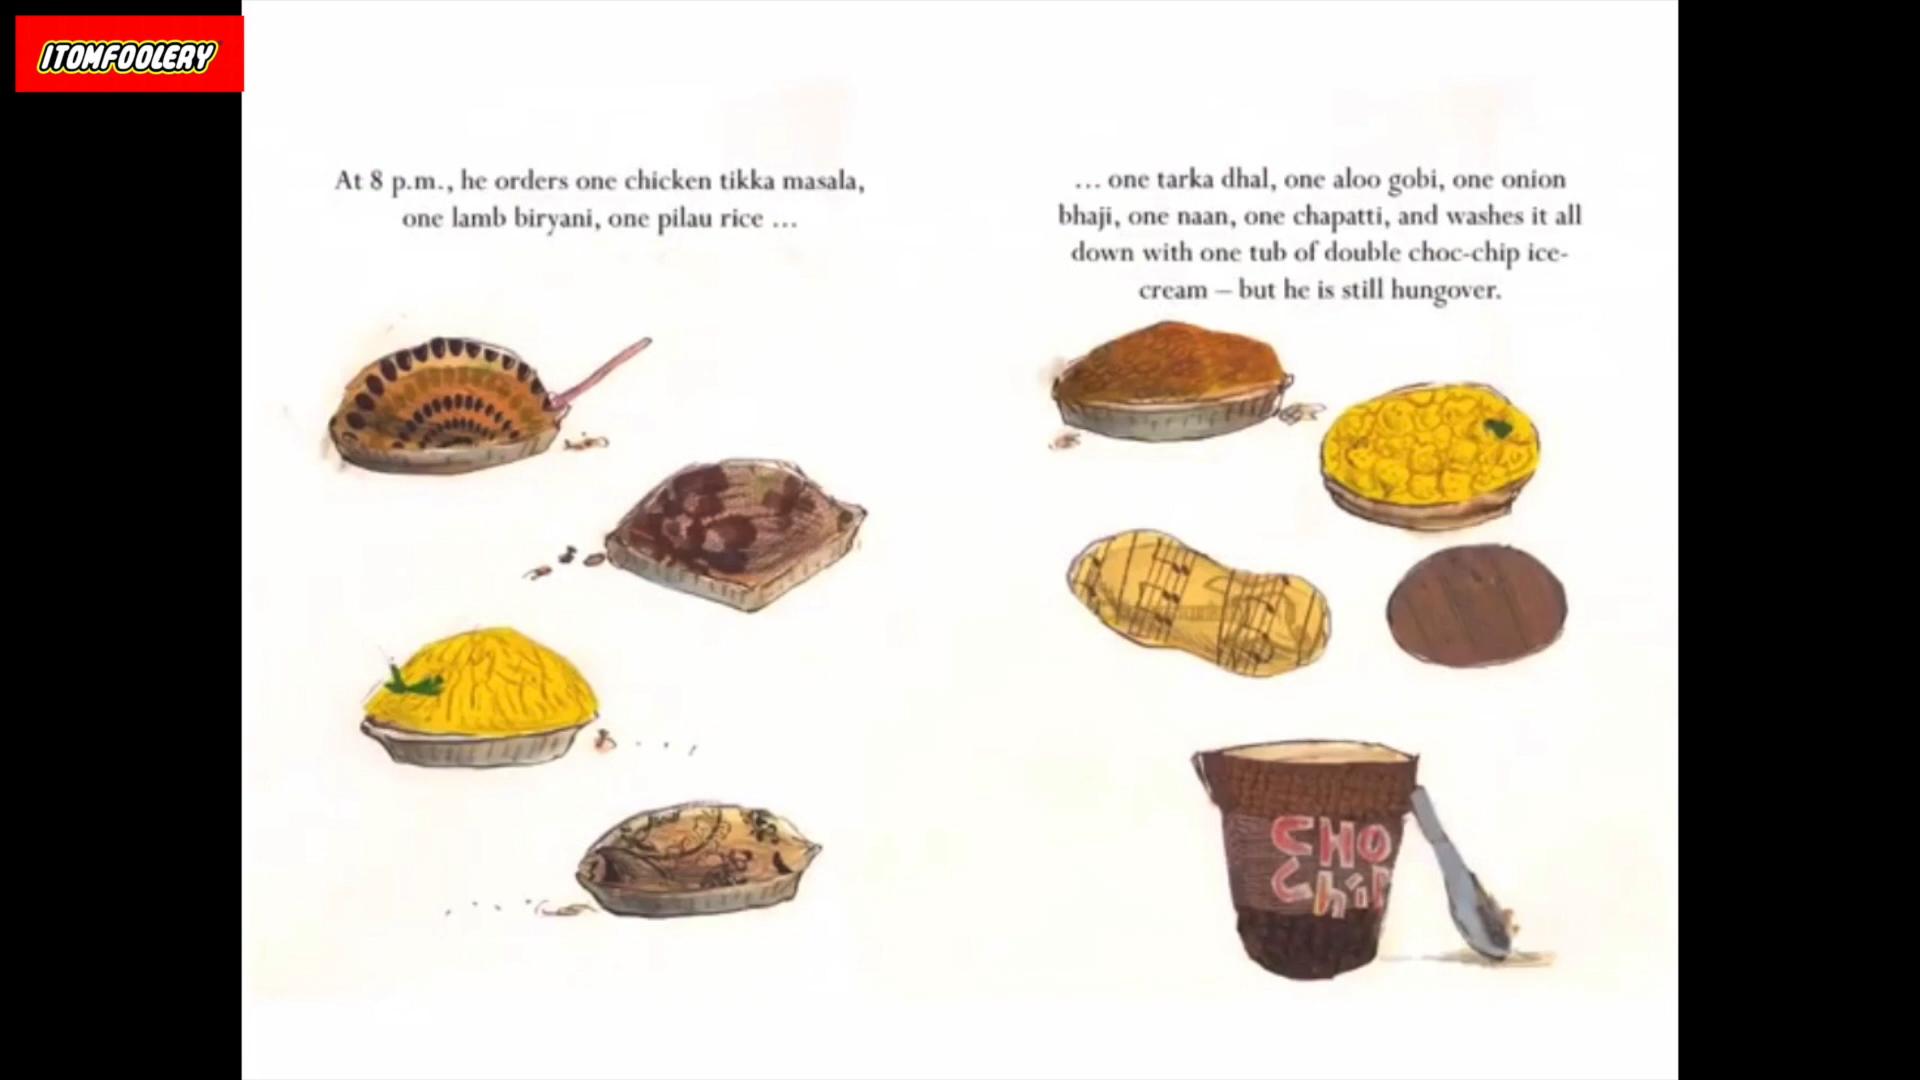 ITOMFOOLERY
At 8 p.m., he orders one chicken tikka masala,
one lamb biryani, one pilau rice ...
... one tarka dhal, one aloo gobi, one onion
bhaji, one naan, one chapatti, and washes it all
down with one tub of double choc-chip ice-
cream – but he is still hungover.
CHO
Chip